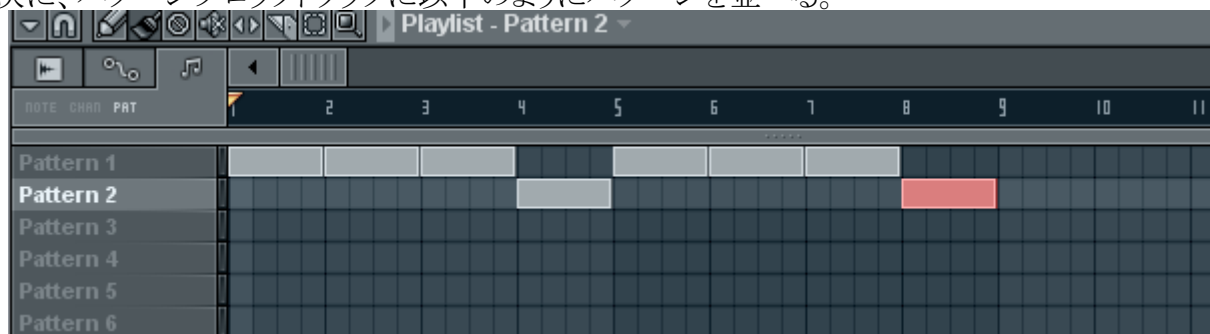 Playlist - Pattern 2
NOTE CHAN PAT
1 2 3 4 5 6 7 8 9 10 11
Pattern 1
Pattern 2
Pattern 3
Pattern 4
Pattern 5
Pattern 6